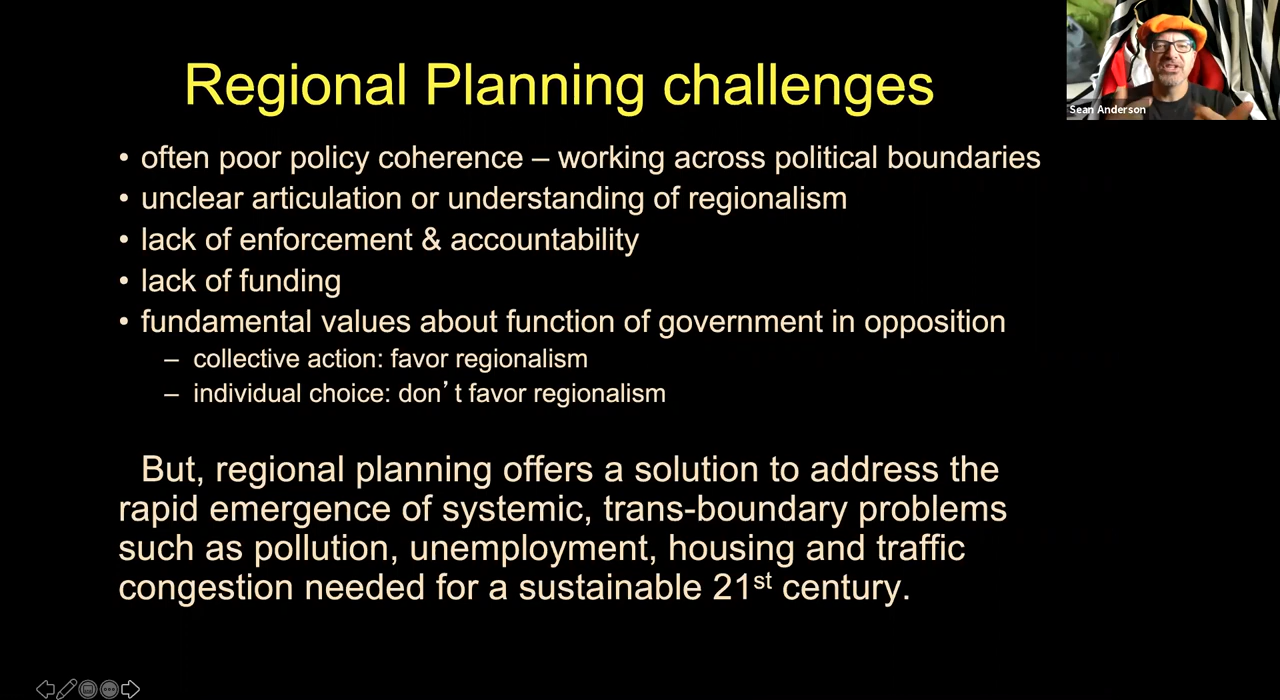 Regional Planning challenges
Sean Anderson
• often poor policy coherence – working across political boundaries
• unclear articulation or understanding of regionalism
• lack of enforcement & accountability
• lack of funding
• fundamental values about function of government in opposition
– collective action: favor regionalism
– individual choice: don’t favor regionalism
But, regional planning offers a solution to address the
rapid emergence of systemic, trans-boundary problems
such as pollution, unemployment, housing and traffic
congestion needed for a sustainable 21st century.